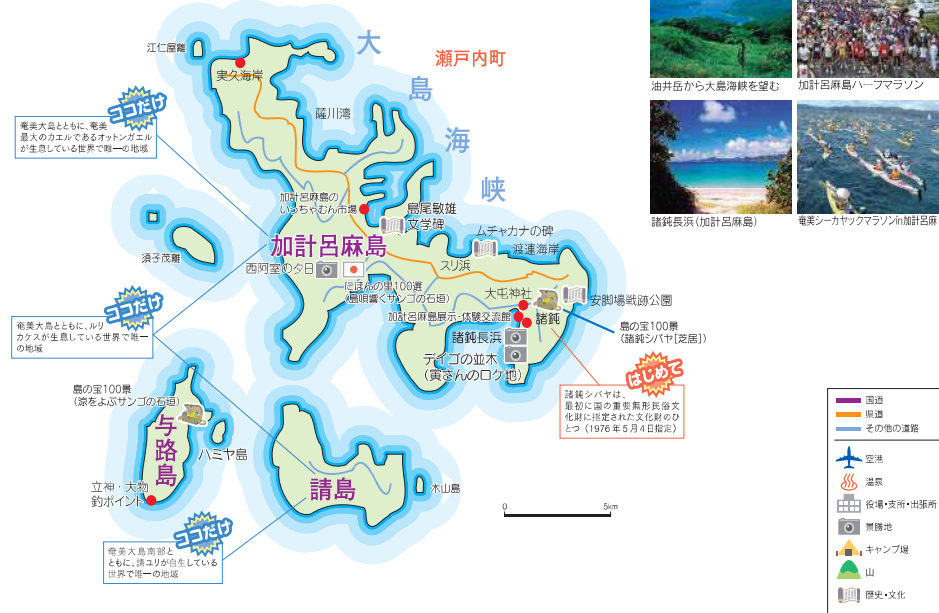 大島海峡
瀬戸内町
江仁屋離
実久海岸
薩川湾
ココだけ
奄美大島とともに、奄美
最大のカエルであるオットンガエル
が生息している世界で唯一の地域
加計呂麻島の
いっちゃむん市場
島尾敏雄
文学碑
ムチャカナの碑
渡連海岸
加計呂麻島
スリ浜
西阿室の夕日
にほんの里100選
(島唄響くサンゴの石垣)
須子茂離
大屯神社
安脚場戦跡公園
加計呂麻島展示・体験交流館
諸鈍
島の宝100景
(諸鈍シバヤ[芝居])
諸鈍長浜
デイゴの並木
(寅さんのロケ地)
ココだけ
奄美大島とともに、ルリ
カケスが生息している世界で唯一
の地域
はじめて
諸鈍シバヤは、
最初に国の重要無形民俗文
化財に指定された文化財のひ
とつ(1976年5月4日指定)
島の宝100景
(涼をよぶサンゴの石垣)
与路島
ハミヤ島
立神・大物
釣ポイント
請島
木山島
ココだけ
奄美大島南部と
ともに、請ユリが自生している
世界で唯一の地域
0
5km
油井岳から大島海峡を望む
加計呂麻島ハーフマラソン
諸鈍長浜(加計呂麻島)
奄美シーカヤックマラソンin加計呂麻
国道
県道
その他の道路
空港
温泉
役場・支所・出張所
景勝地
キャンプ場
山
歴史・文化